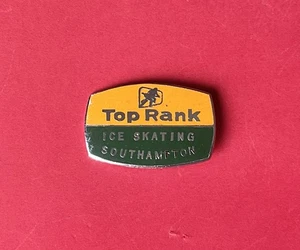 Top Rank
ICE SKATING
SOUTHAMPTON